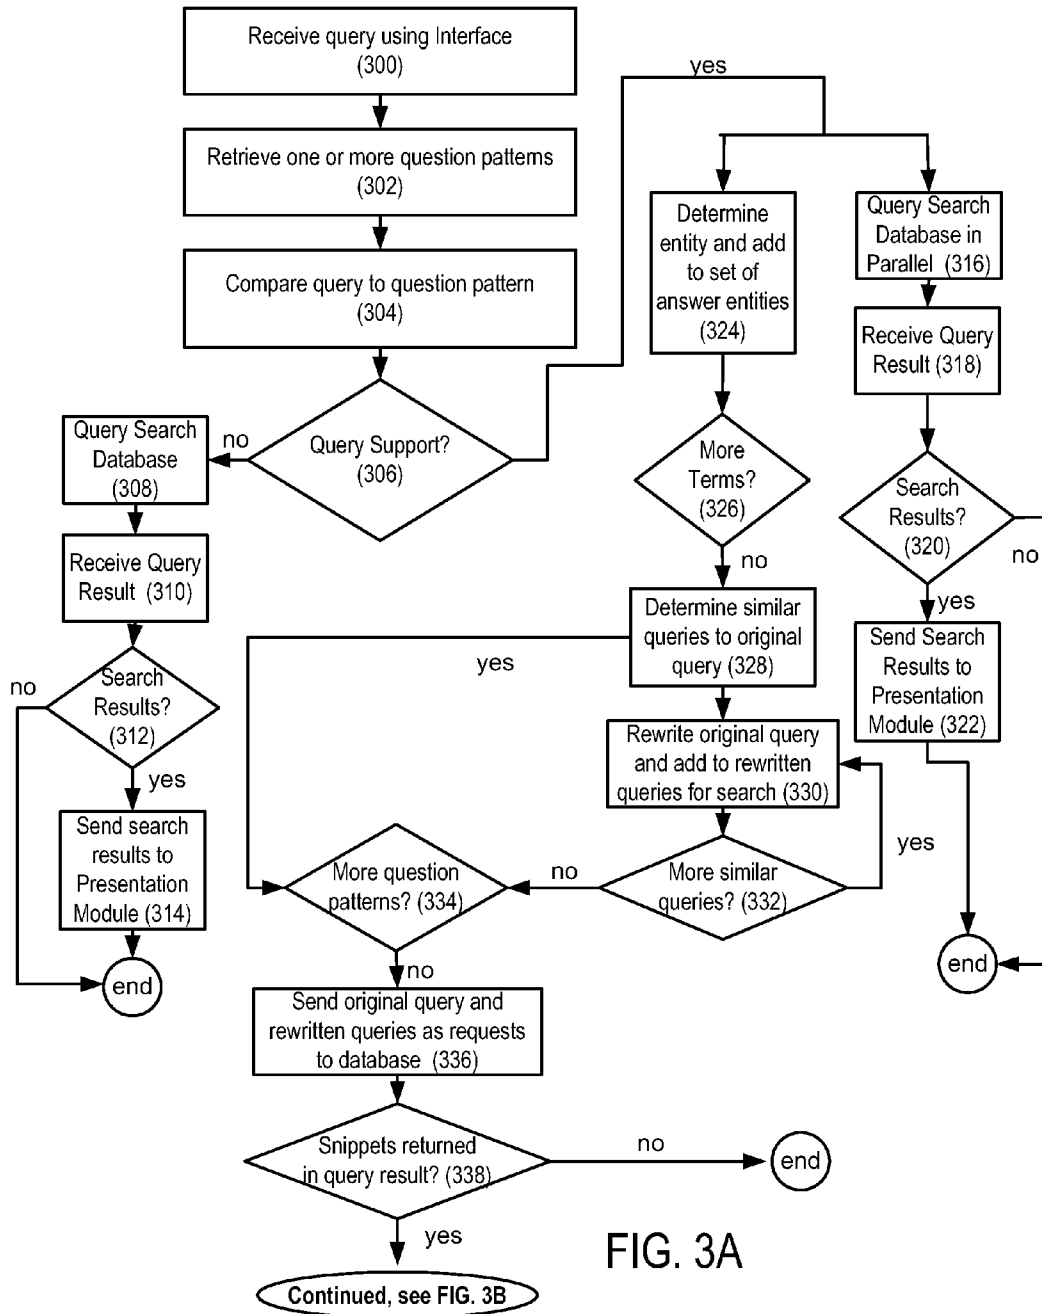 Receive query using Interface
(300)
Retrieve one or more question patterns
(302)
Compare query to question pattern
(304)
Query Support?
(306)
no
yes
Query Search
Database
(308)
Receive Query
Result (310)
Search
Results?
(312)
no
yes
Send search
results to
Presentation
Module (314)
end
Determine
entity and add
to set of
answer entities
(324)
More
Terms?
(326)
no
Determine similar
queries to original
query (328)
yes
Rewrite original query
and add to rewritten
queries for search (330)
More similar
queries? (332)
yes
no
More question
patterns? (334)
no
Send original query and
rewritten queries as requests
to database (336)
Snippets returned
in query result? (338)
no
end
yes
Continued, see FIG. 3B
Query Search
Database in
Parallel (316)
Receive Query
Result (318)
Search
Results?
(320)
no
yes
Send Search
Results to
Presentation
Module (322)
end
FIG. 3A